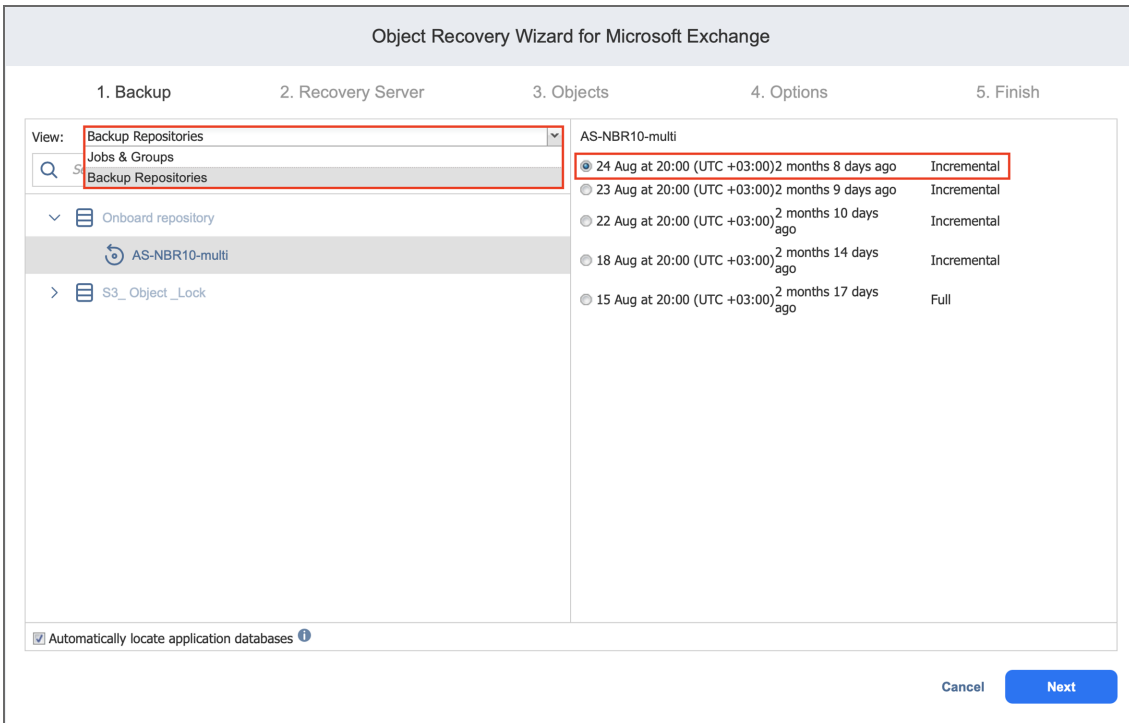 Object Recovery Wizard for Microsoft Exchange
1. Backup
2. Recovery Server
3. Objects
4. Options
5. Finish
View:
Backup Repositories
Jobs & Groups
Backup Repositories
Onboard repository
AS-NBR10-multi
S3_ Object _Lock
AS-NBR10-multi
24 Aug at 20:00 (UTC +03:00)2 months 8 days ago Incremental
23 Aug at 20:00 (UTC +03:00)2 months 9 days ago Incremental
22 Aug at 20:00 (UTC +03:00)2 months 10 days
ago
Incremental
18 Aug at 20:00 (UTC +03:00)2 months 14 days
ago
Incremental
15 Aug at 20:00 (UTC +03:00)2 months 17 days
ago
Full
Automatically locate application databases
Cancel
Next